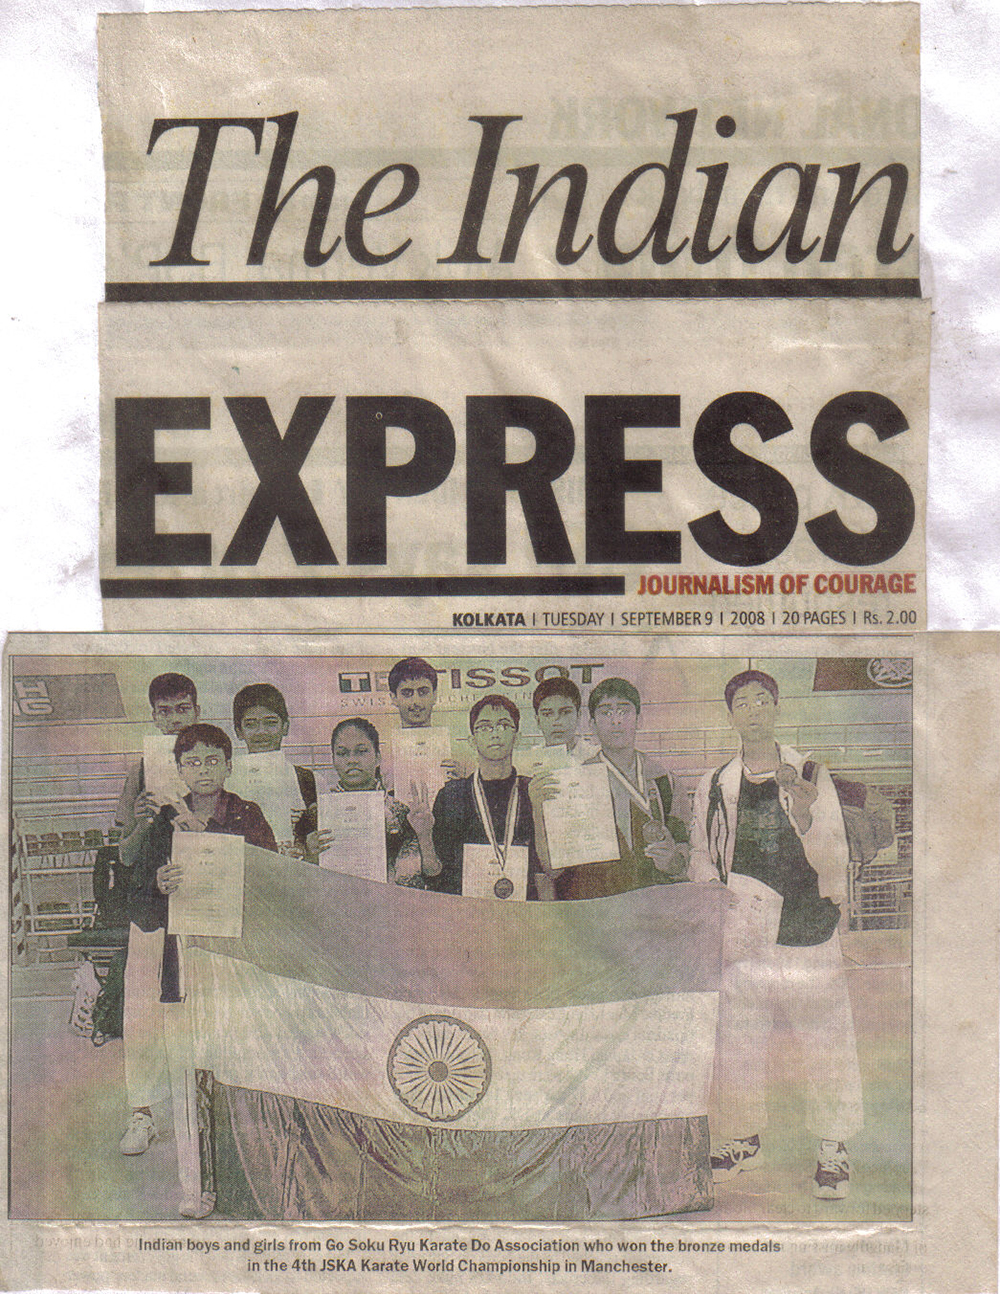 The Indian
EXPRESS
JOURNALISM OF COURAGE
KOLKATA | TUESDAY | SEPTEMBER 9 | 2008 | 20 PAGES | Rs. 2.00
TISSOT
Indian boys and girls from Go Soku Ryu Karate Do Association who won the bronze medals
in the 4th JSKA Karate World Championship in Manchester.